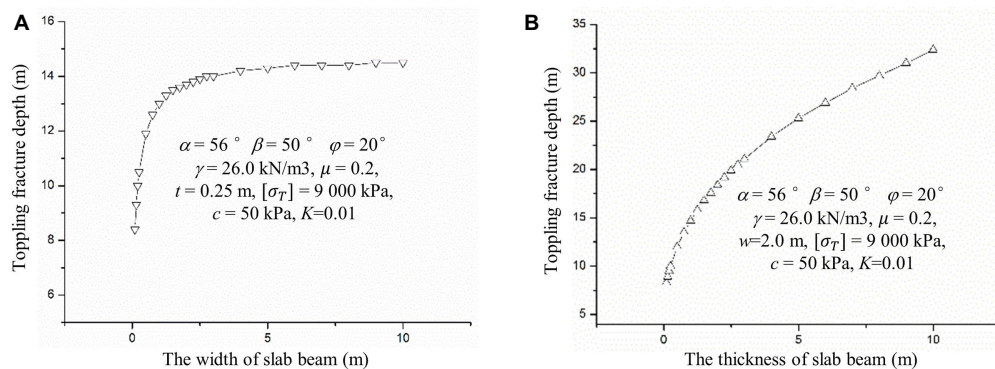 A
16
14
12
10
8
6
Toppling fracture depth (m)
α = 56 ° β = 50 ° φ = 20°
γ = 26.0 kN/m3, μ = 0.2,
t = 0.25 m, [σT] = 9 000 kPa,
c = 50 kPa, K=0.01
0 5 10
The width of slab beam (m)
B
35
30
25
20
15
10
5
Toppling fracture depth (m)
α = 56 ° β = 50 ° φ = 20°
γ = 26.0 kN/m3, μ = 0.2,
w=2.0 m, [σT] = 9 000 kPa,
c = 50 kPa, K=0.01
0 5 10
The thickness of slab beam (m)